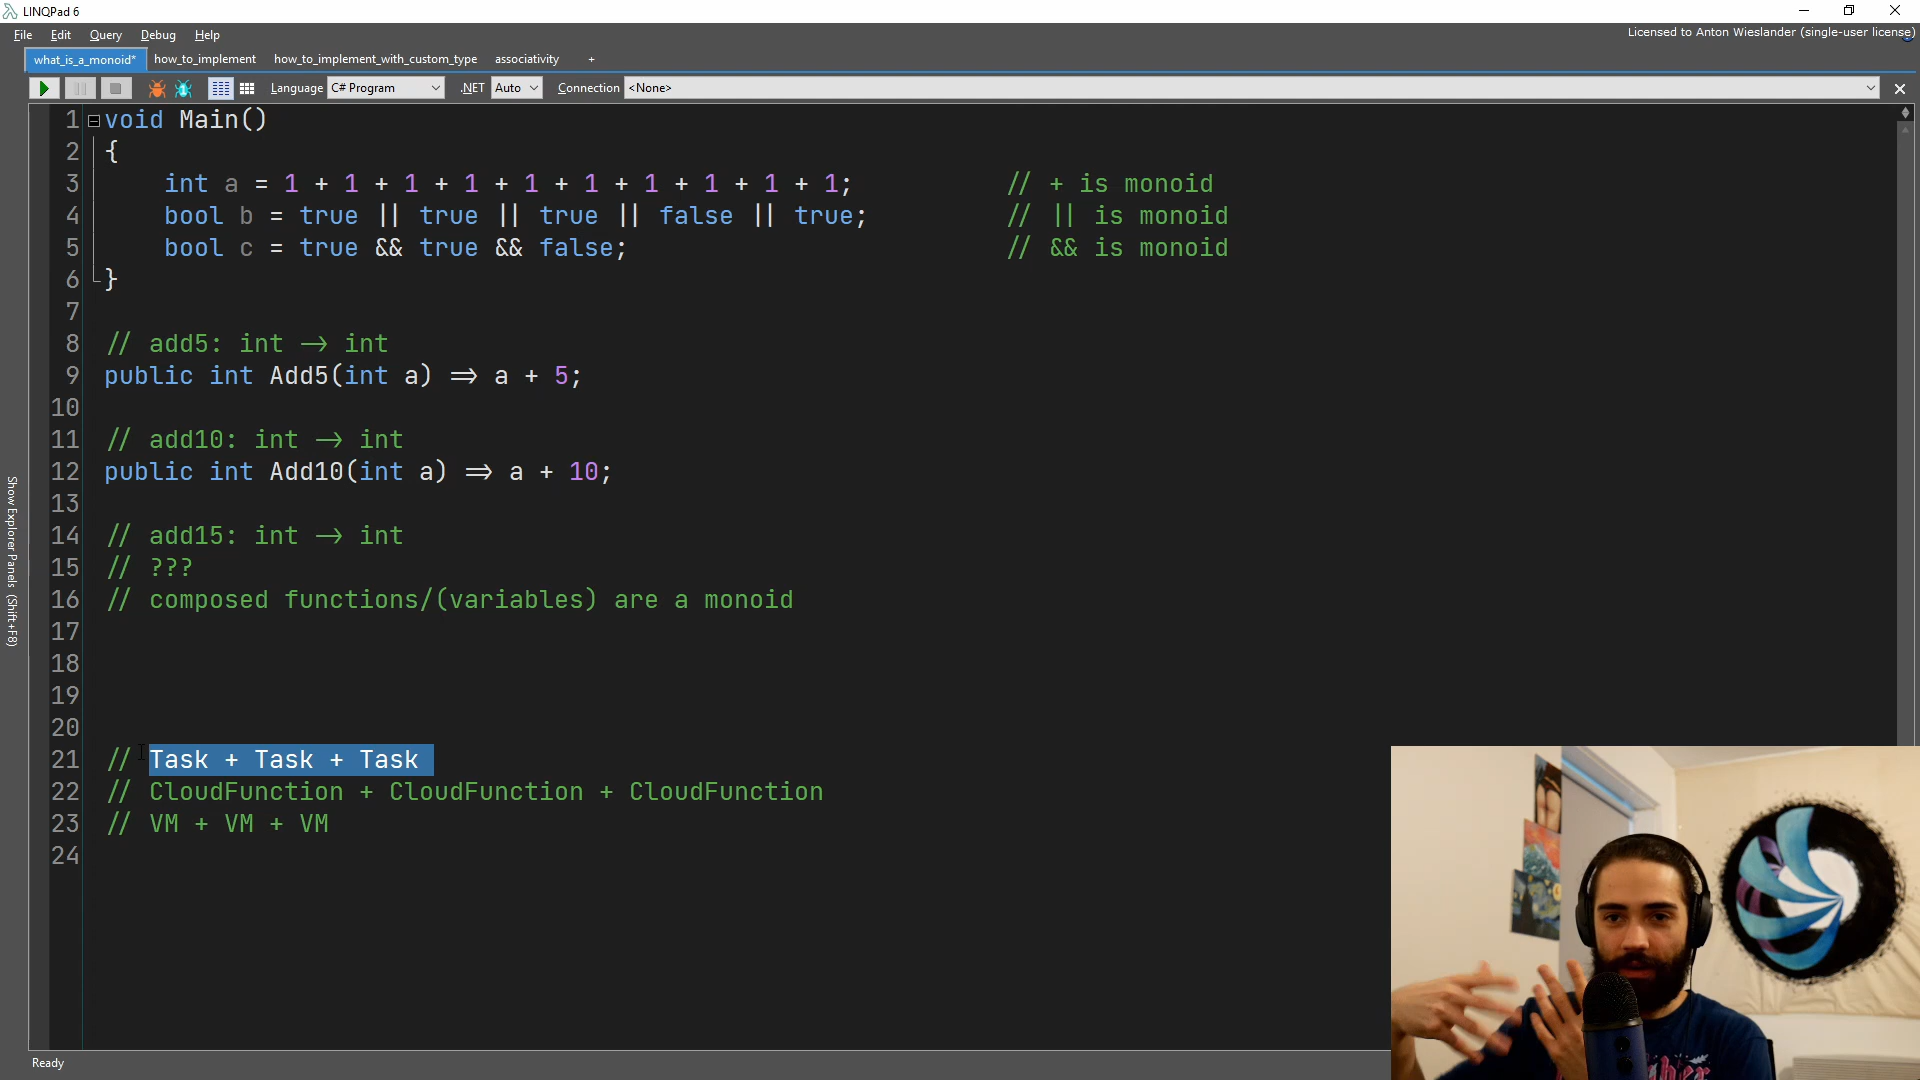 LINQPad 6
File Edit Query Debug Help
Licensed to Anton Wieslander (single-user license)
what_is_a_monoid* how_to_implement how_to_implement_with_custom_type associativity +
Language C# Program .NET Auto Connection <None>
1 void Main()
2 {
3 int a = 1 + 1 + 1 + 1 + 1 + 1 + 1 + 1 + 1 + 1; // + is monoid
4 bool b = true || true || true || false || true; // || is monoid
5 bool c = true && true && false; // && is monoid
6 }
7
8 // add5: int -> int
9 public int Add5(int a) => a + 5;
10
11 // add10: int -> int
12 public int Add10(int a) => a + 10;
13
14 // add15: int -> int
15 // ???
16 // composed functions/(variables) are a monoid
17
18
19
20
21 // Task + Task + Task
22 // CloudFunction + CloudFunction + CloudFunction
23 // VM + VM + VM
24
Show Explorer Panels (Shift+F8)
Ready